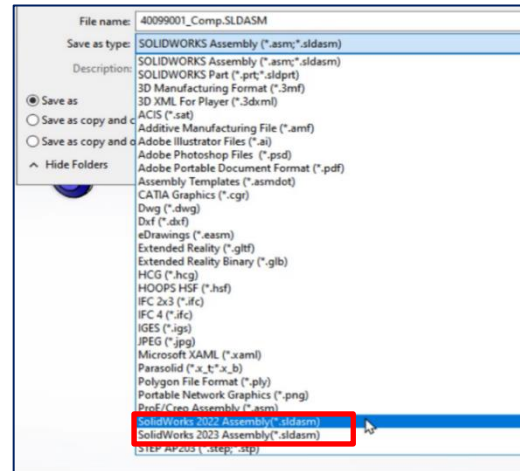 File name: 40099001_Comp.SLDASM
Save as type: SOLIDWORKS Assembly (*.asm;*.sldasm)
Description:
SOLIDWORKS Assembly (*.asm;*.sldasm)
SOLIDWORKS Part (*.prt;*.sldprt)
3D Manufacturing Format (*.3mf)
3D XML For Player (*.3dxml)
ACIS (*.sat)
Additive Manufacturing File (*.amf)
Adobe Illustrator Files (*.ai)
Adobe Photoshop Files (*.psd)
Adobe Portable Document Format (*.pdf)
Assembly Templates (*.asmdot)
CATIA Graphics (*.cgr)
Dwg (*.dwg)
Dxf (*.dxf)
eDrawings (*.easm)
Extended Reality (*.gltf)
Extended Reality Binary (*.glb)
HCG (*.hcg)
HOOPS HSF (*.hsf)
IFC 2x3 (*.ifc)
IFC 4 (*.ifc)
IGES (*.igs)
JPEG (*.jpg)
Microsoft XAML (*.xaml)
Parasolid (*.x_t;*.x_b)
Polygon File Format (*.ply)
Portable Network Graphics (*.png)
ProE/Creo Assembly (*.asm)
SolidWorks 2022 Assembly(*.sldasm)
SolidWorks 2023 Assembly(*.sldasm)
STEP AP203 (*.step;*.stp)
Save as
Save as copy and c
Save as copy and o
Hide Folders